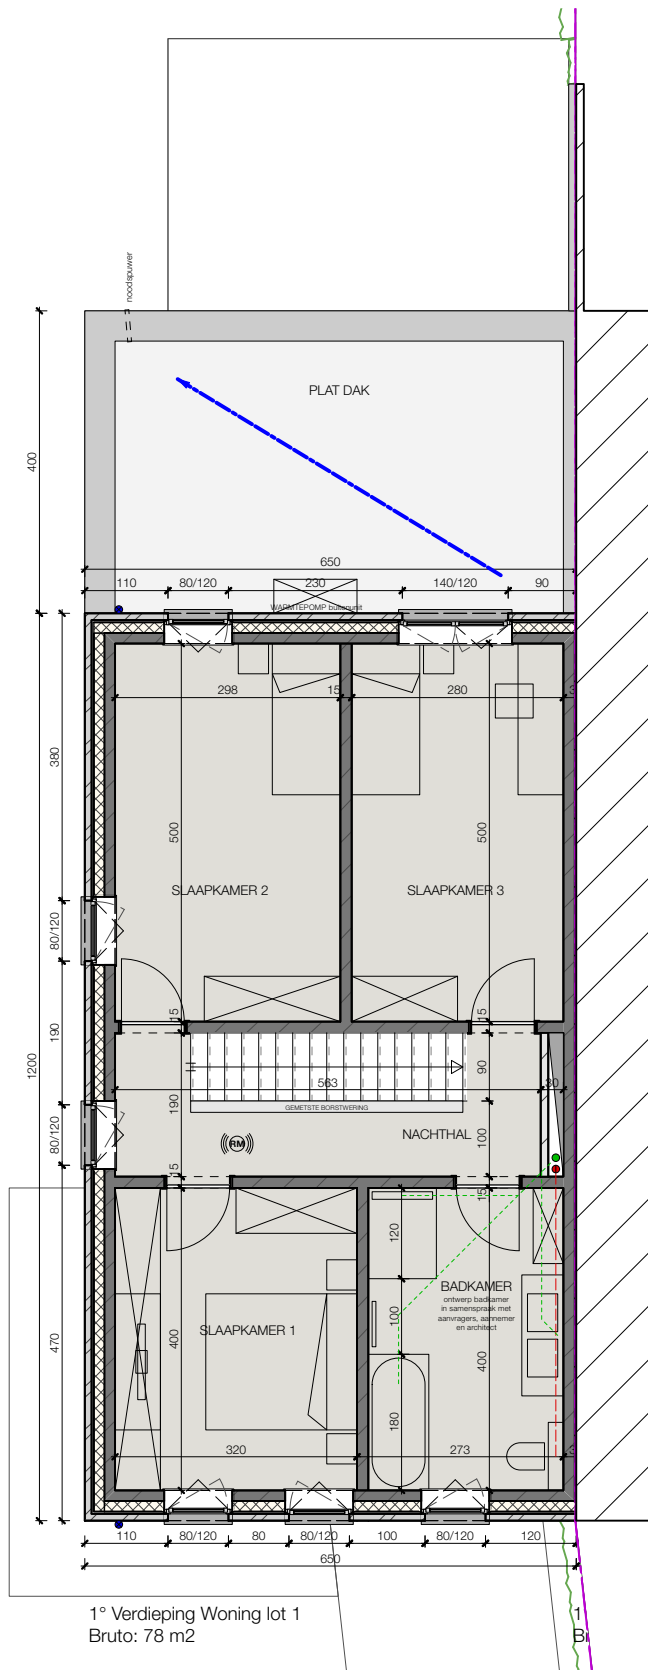 noodspuwer
PLAT DAK
400
650
110 80/120 230 140/120 90
WARMTEPOMP buitenunit
298 15 280 3
380
500 500
SLAAPKAMER 2 SLAAPKAMER 3
80/120
15 15
190
1200
563 30
190 90
GEMETSTE BORSTWERING
80/120
RM
NACHTHAL
100
15 15
120
BADKAMER
ontwerp badkamer
in samenspraak met
aanvragers, aannemer
en architect
100
SLAAPKAMER 1
470
400 400
180
320 273 3
110 80/120 80 80/120 100 80/120 120
650
1° Verdieping Woning lot 1
Bruto: 78 m2
1